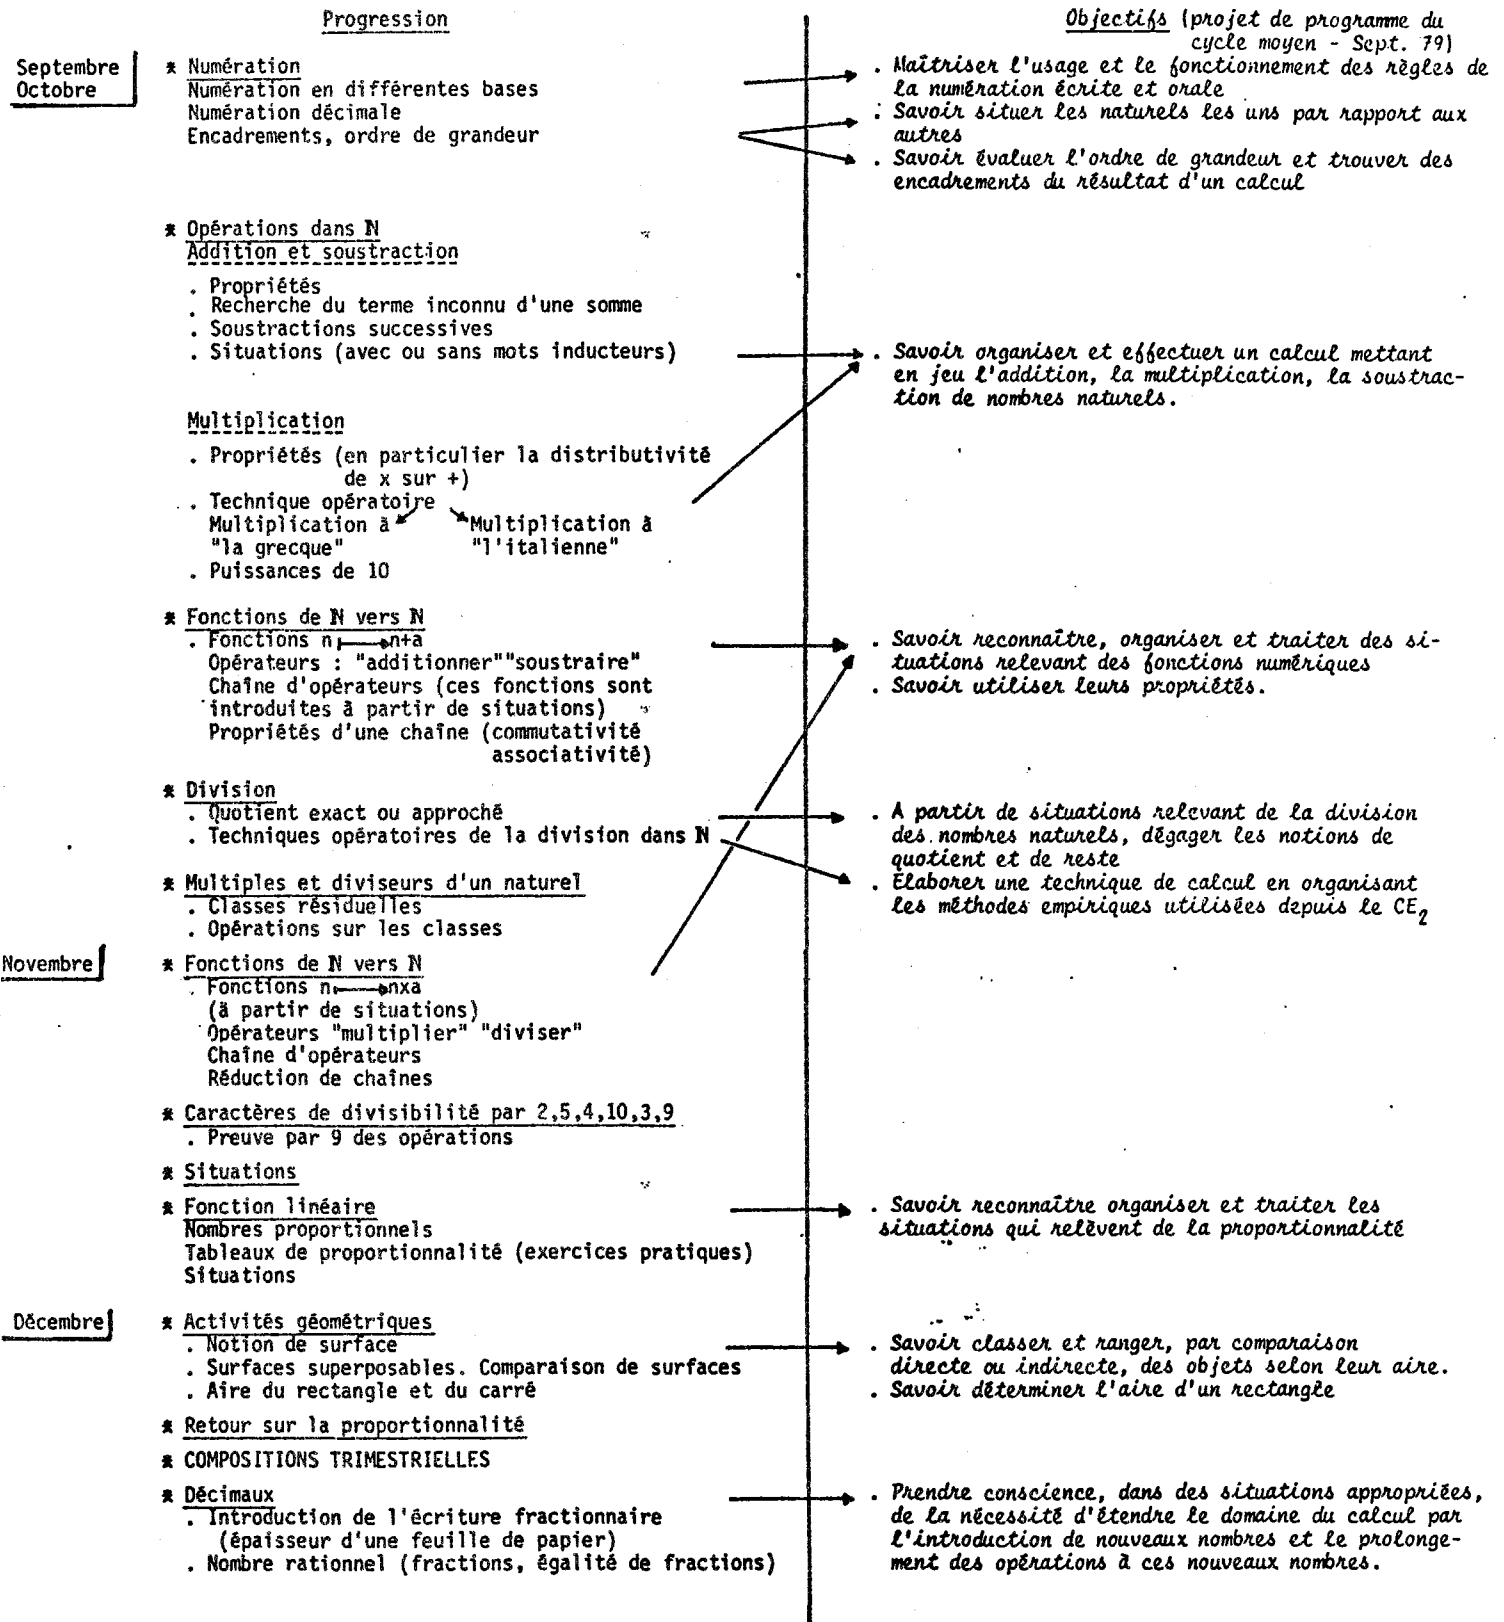 Progression
Objectifs (projet de programme du
cycle moyen - Sept. 79)
Septembre
Octobre
* Numération
Numération en différentes bases
Numération décimale
Encadrements, ordre de grandeur
. Maîtriser l'usage et le fonctionnement des règles de
la numération écrite et orale
. Savoir situer les naturels les uns par rapport aux
autres
. Savoir évaluer l'ordre de grandeur et trouver des
encadrements du résultat d'un calcul
* Opérations dans N
Addition et soustraction
. Propriétés
. Recherche du terme inconnu d'une somme
. Soustractions successives
. Situations (avec ou sans mots inducteurs)
. Savoir organiser et effectuer un calcul mettant
en jeu l'addition, la multiplication, la soustrac-
tion de nombres naturels.
Multiplication
. Propriétés (en particulier la distributivité
de x sur +)
. Technique opératoire
Multiplication à
"la grecque"
Multiplication à
"l'italienne"
. Puissances de 10
* Fonctions de N vers N
. Fonctions n ⟼ n+a
Opérateurs : "additionner""soustraire"
Chaîne d'opérateurs (ces fonctions sont
introduites à partir de situations)
Propriétés d'une chaîne (commutativité
associativité)
. Savoir reconnaître, organiser et traiter des si-
tuations relevant des fonctions numériques
. Savoir utiliser leurs propriétés.
* Division
. Quotient exact ou approché
. Techniques opératoires de la division dans N
. A partir de situations relevant de la division
des nombres naturels, dégager les notions de
quotient et de reste
. Elaborer une technique de calcul en organisant
les méthodes empiriques utilisées depuis le CE2
* Multiples et diviseurs d'un naturel
. Classes résiduelles
. Opérations sur les classes
Novembre
* Fonctions de N vers N
. Fonctions n ⟼ nxa
(à partir de situations)
Opérateurs "multiplier" "diviser"
Chaîne d'opérateurs
Réduction de chaînes
* Caractères de divisibilité par 2,5,4,10,3,9
. Preuve par 9 des opérations
* Situations
* Fonction linéaire
Nombres proportionnels
Tableaux de proportionnalité (exercices pratiques)
Situations
. Savoir reconnaître organiser et traiter les
situations qui relèvent de la proportionnalité
Décembre
* Activités géométriques
. Notion de surface
. Surfaces superposables. Comparaison de surfaces
. Aire du rectangle et du carré
. Savoir classer et ranger, par comparaison
directe ou indirecte, des objets selon leur aire.
. Savoir déterminer l'aire d'un rectangle
* Retour sur la proportionnalité
* COMPOSITIONS TRIMESTRIELLES
* Décimaux
. Introduction de l'écriture fractionnaire
(épaisseur d'une feuille de papier)
. Nombre rationnel (fractions, égalité de fractions)
. Prendre conscience, dans des situations appropriées,
de la nécessité d'étendre le domaine du calcul par
l'introduction de nouveaux nombres et le prolonge-
ment des opérations à ces nouveaux nombres.